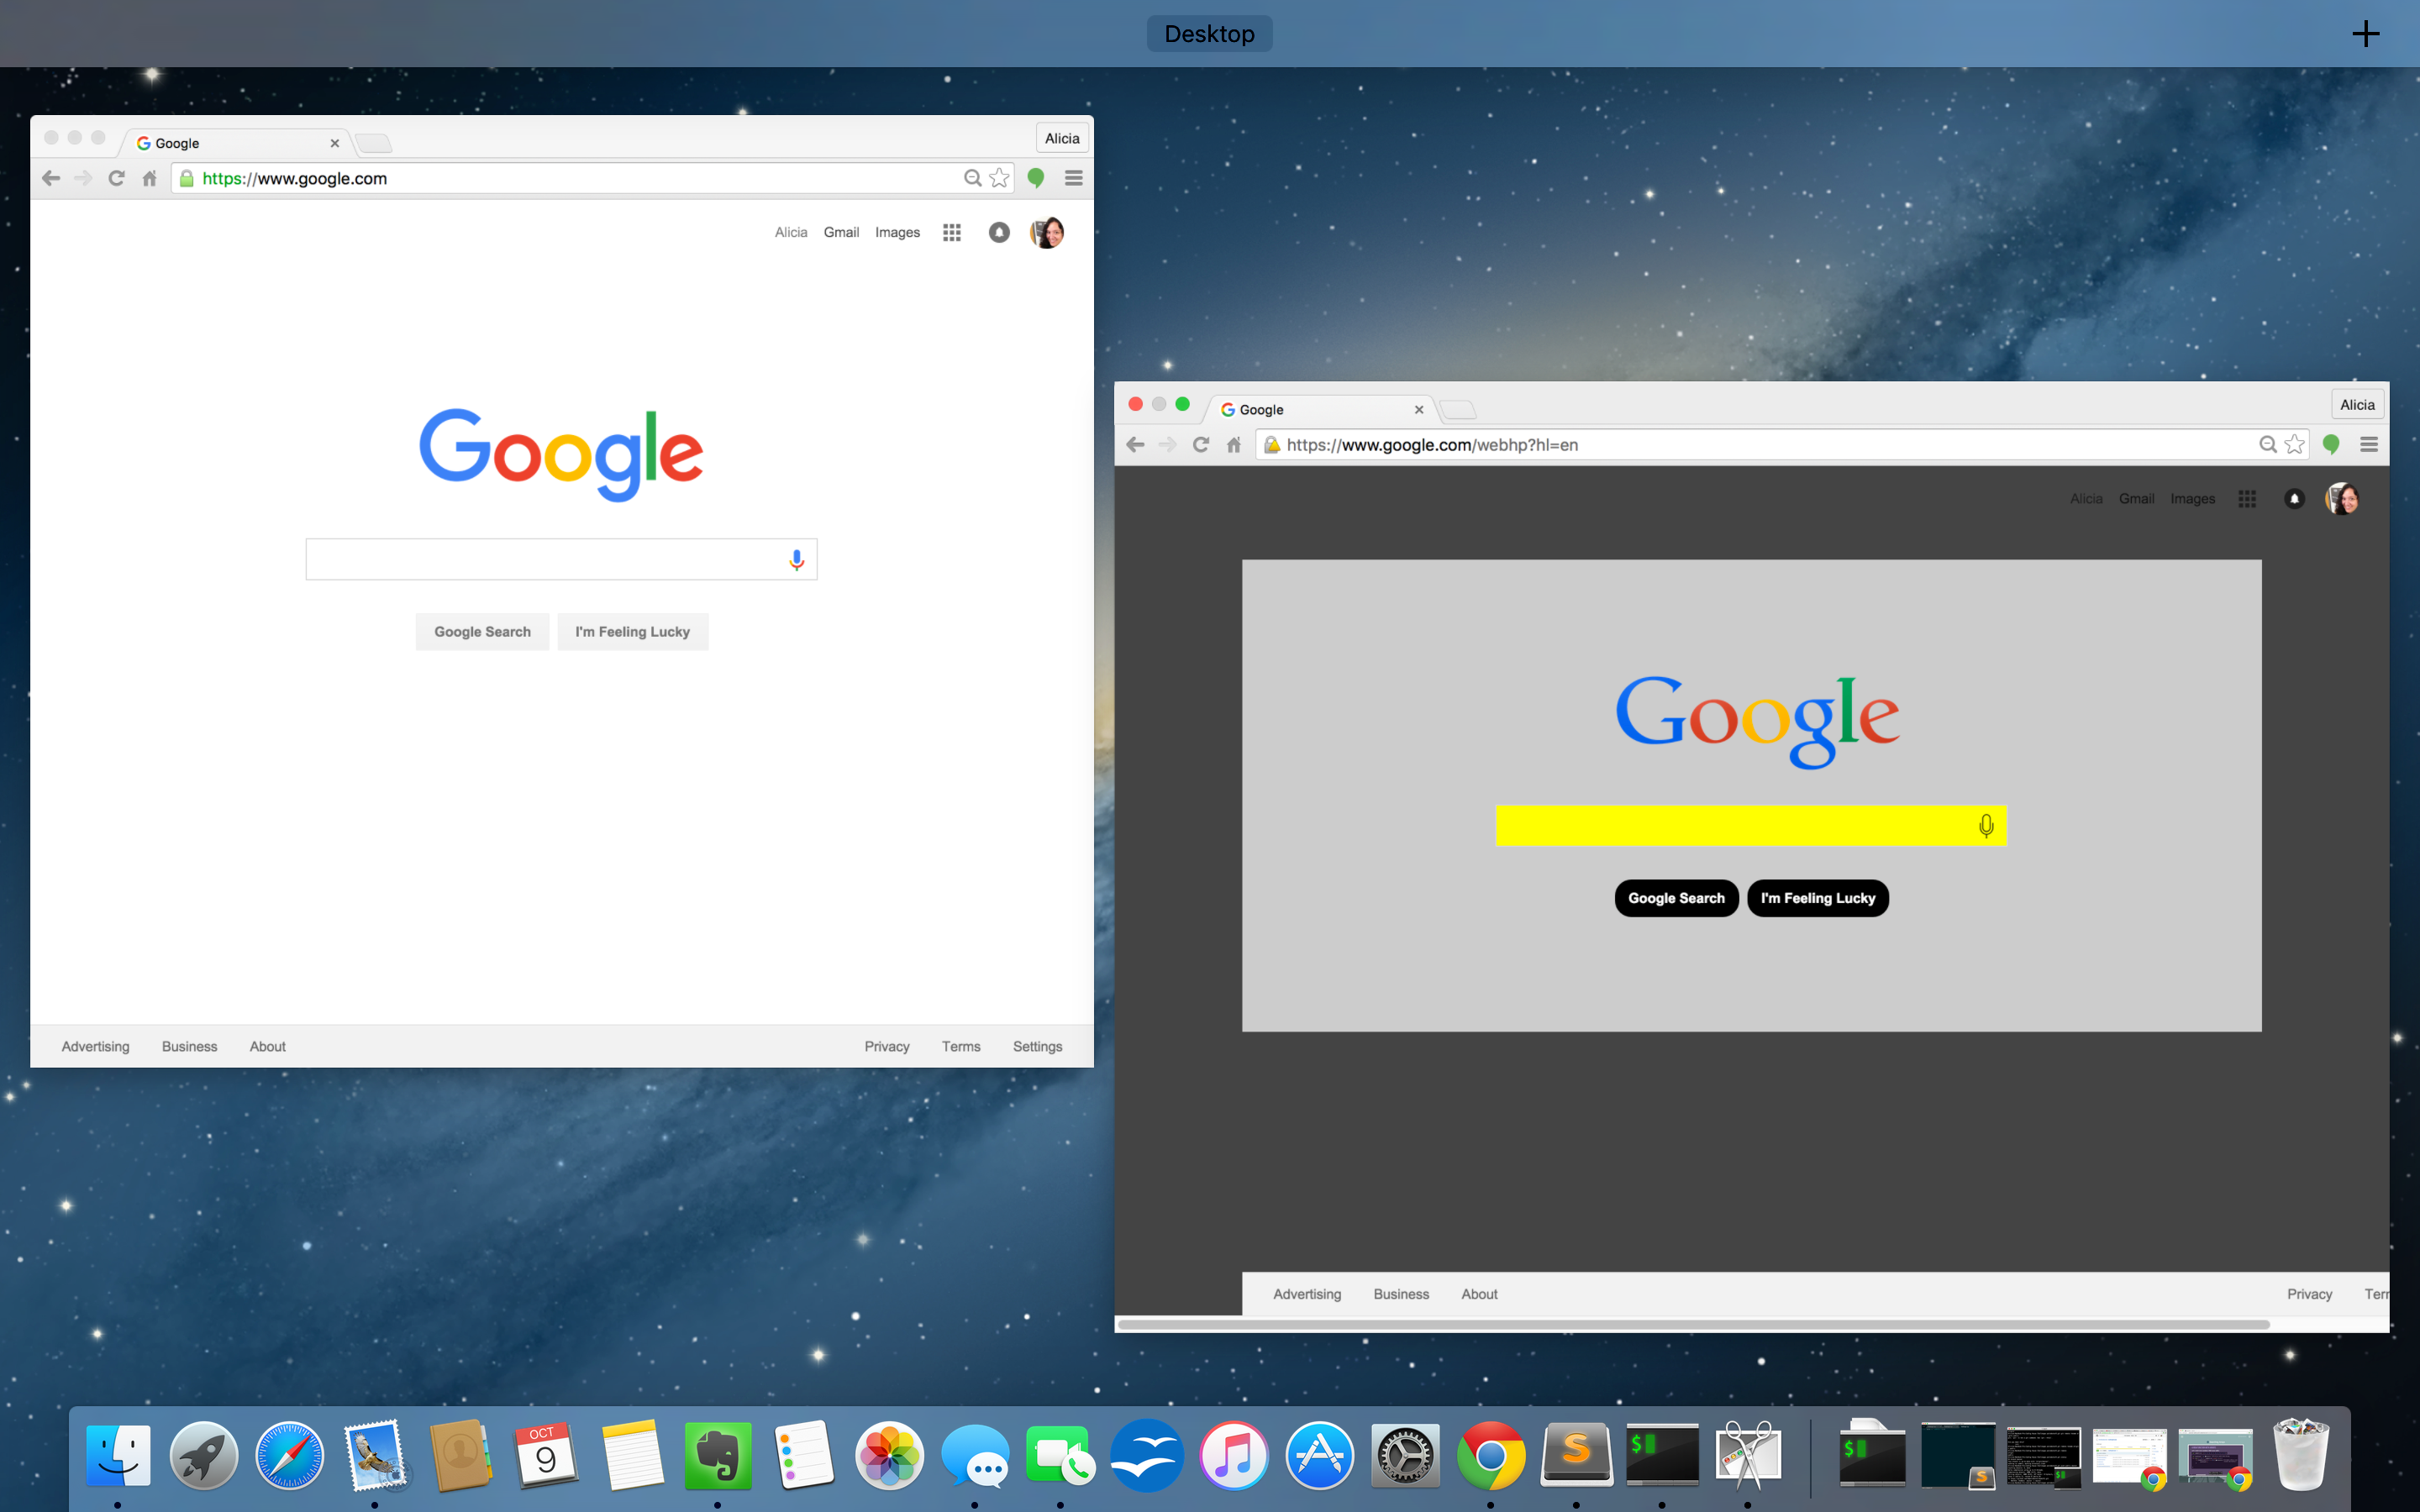 Desktop
Google
Alicia
https://www.google.com
Alicia Gmail Images
Google
Google Search I'm Feeling Lucky
Advertising Business About Privacy Terms Settings
Google
Alicia
https://www.google.com/webhp?hl=en
Alicia Gmail Images
Google
Google Search I'm Feeling Lucky
Advertising Business About Privacy Terr
OCT
9
S
$
$
S
$